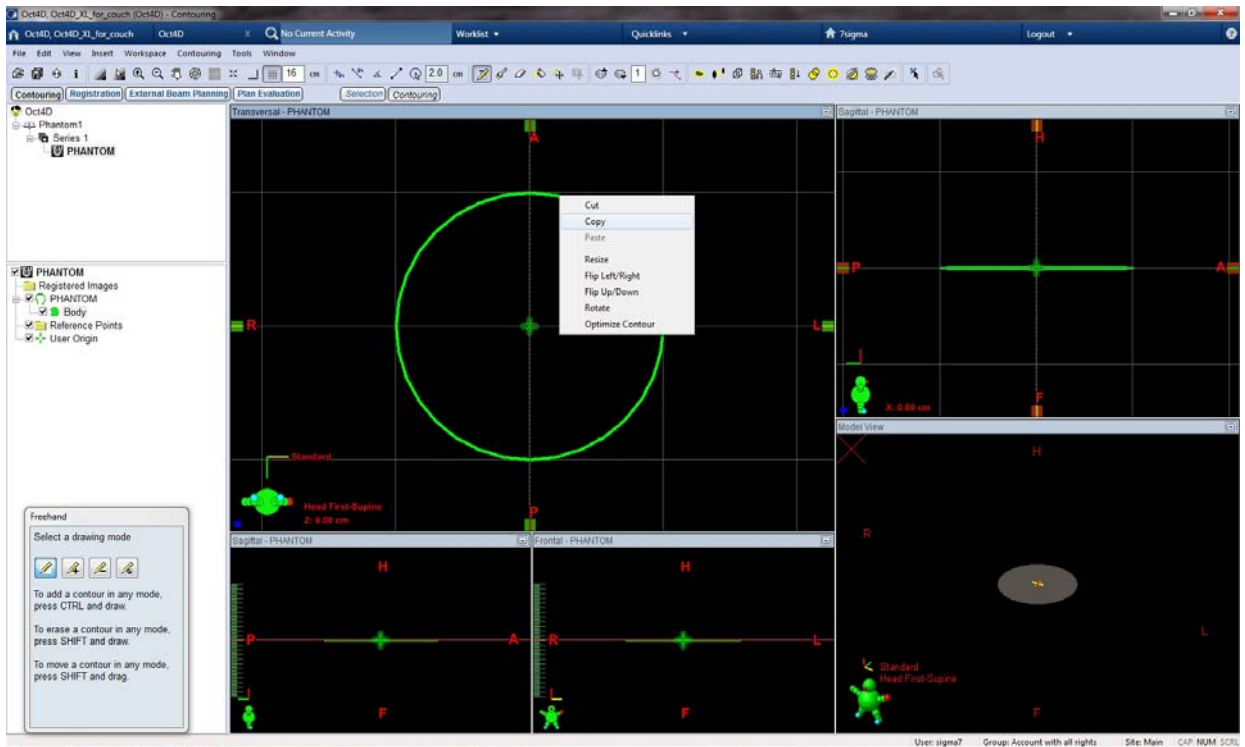 Oct4D, Oct4D_XL_for_couch (Oct4D) - Contouring
Oct4D, Oct4D_XL_for_couch Oct4D X No Current Activity Worklist Quicklinks 7sigma Logout
File Edit View Insert Workspace Contouring Tools Window
16 cm 2.0 cm 1
Contouring Registration External Beam Planning Plan Evaluation Selection Contouring
Oct4D
Phantom1
Series 1
PHANTOM
PHANTOM
Registered Images
PHANTOM
Body
Reference Points
User Origin
Freehand
Select a drawing mode
To add a contour in any mode,
press CTRL and draw.
To erase a contour in any mode,
press SHIFT and draw.
To move a contour in any mode,
press SHIFT and drag.
Transversal - PHANTOM
A
R
L
P
Cut
Copy
Paste
Resize
Flip Left/Right
Flip Up/Down
Rotate
Optimize Contour
Standard
Head First-Supine
Z: 0.00 cm
Sagittal - PHANTOM
H
P
A
F
X: 0.00 cm
Sagittal - PHANTOM
H
P
A
F
Frontal - PHANTOM
H
R
L
F
Model View
H
R
L
F
Standard
Head First-Supine
User: sigma7 Group: Account with all rights Site: Main CAP NUM SCRL